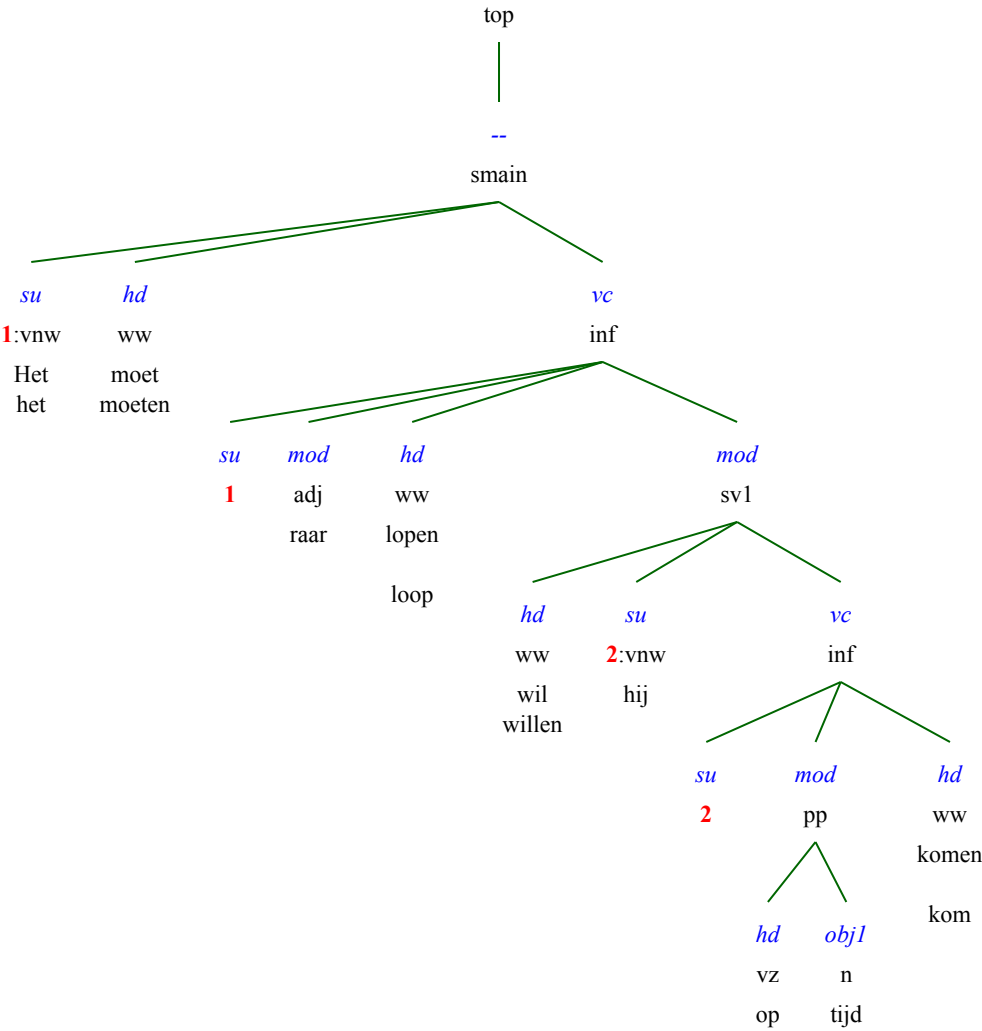 top
--
smain
su hd vc
1:vnw ww inf
Het moet
het moeten
su mod hd mod
1 adj ww sv1
raar lopen
loop
hd su vc
ww 2:vnw inf
wil hij
willen
su mod hd
2 pp ww
komen
kom
hd obj1
vz n
op tijd